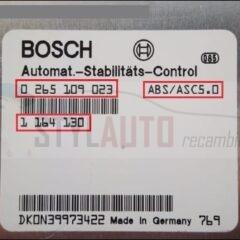 BOSCH
Automat.-Stabilitäts-Control
0 265 109 023 ABS/ASC5.0
1 164 130
STYLAUTO
recambios
DKON39973422 Made in Germany 769